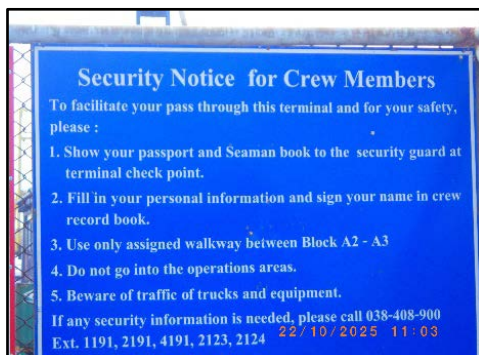 Security Notice for Crew Members
To facilitate your pass through this terminal and for your safety,
please :
1. Show your passport and Seaman book to the security guard at
terminal check point.
2. Fill in your personal information and sign your name in crew
record book.
3. Use only assigned walkway between Block A2 - A3
4. Do not go into the operations areas.
5. Beware of traffic of trucks and equipment.
If any security information is needed, please call 038-408-900
Ext. 1191, 2191, 4191, 2123, 2124
22/10/2025 11:03